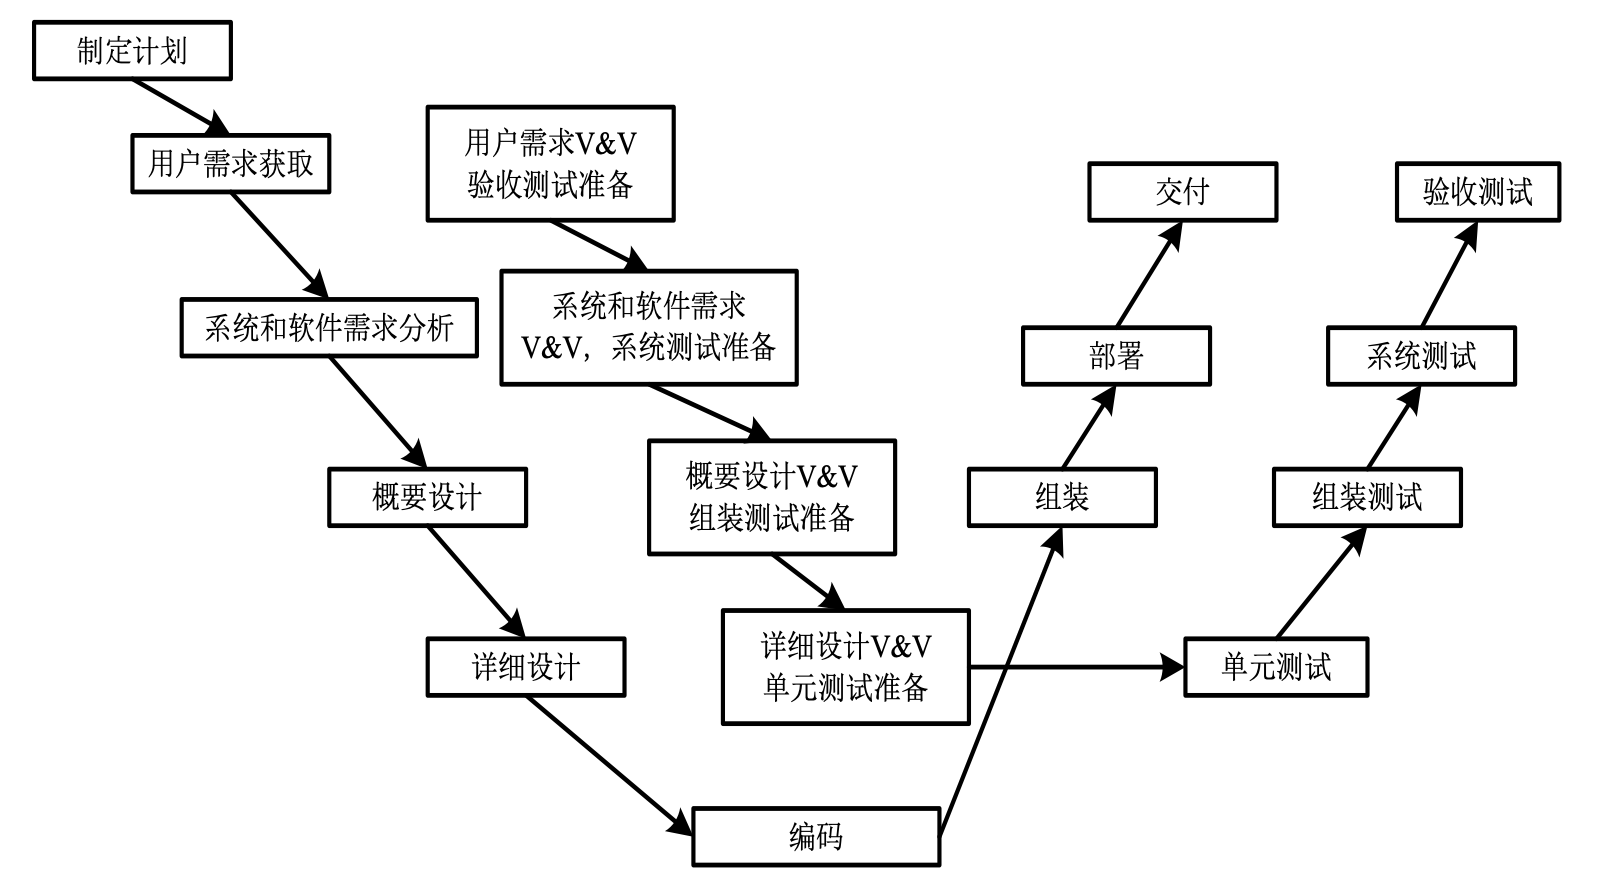 制定计划
用户需求获取
用户需求V&V
验收测试准备
交付
验收测试
系统和软件需求分析
系统和软件需求
V&V，系统测试准备
部署
系统测试
概要设计
概要设计V&V
组装测试准备
组装
组装测试
详细设计
详细设计V&V
单元测试准备
单元测试
编码